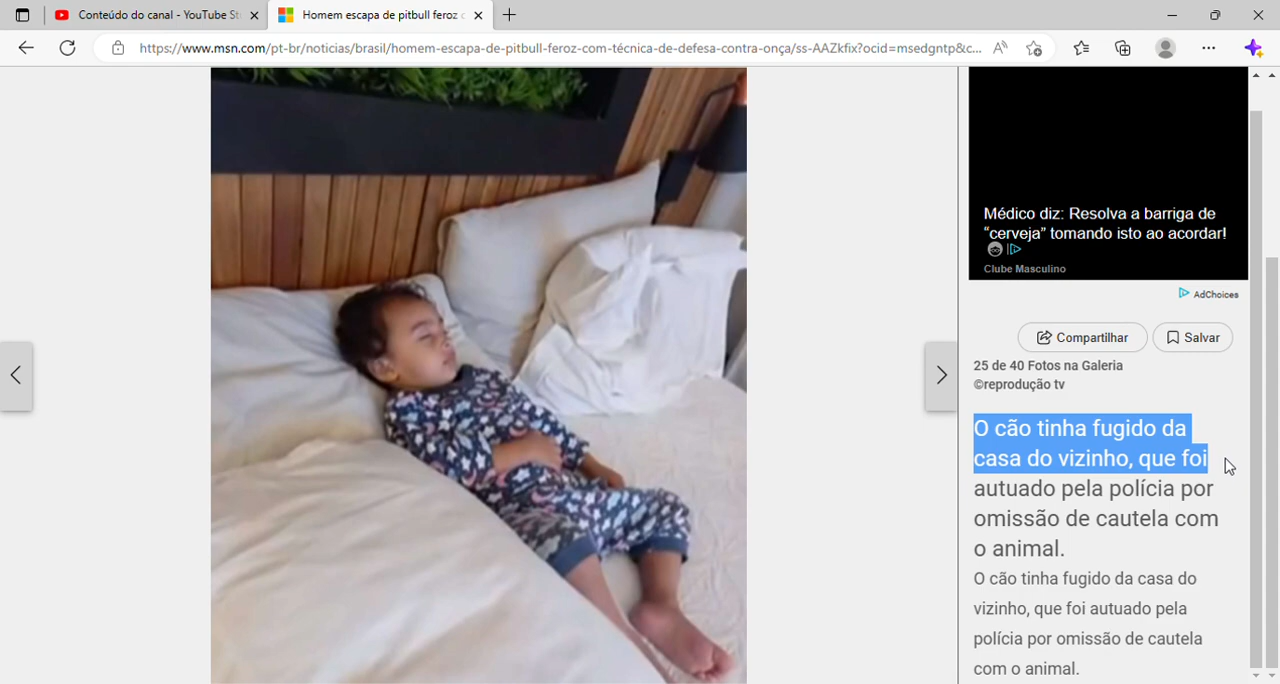 Conteúdo do canal - YouTube St
Homem escapa de pitbull feroz c
https://www.msn.com/pt-br/noticias/brasil/homem-escapa-de-pitbull-feroz-com-técnica-de-defesa-contra-onça/ss-AAZkfix?ocid=msedgntp&c...
Médico diz: Resolva a barriga de
“cerveja” tomando isto ao acordar!
Clube Masculino
AdChoices
Compartilhar
Salvar
25 de 40 Fotos na Galeria
©reprodução tv
O cão tinha fugido da
casa do vizinho, que foi
autuado pela polícia por
omissão de cautela com
o animal.
O cão tinha fugido da casa do
vizinho, que foi autuado pela
polícia por omissão de cautela
com o animal.